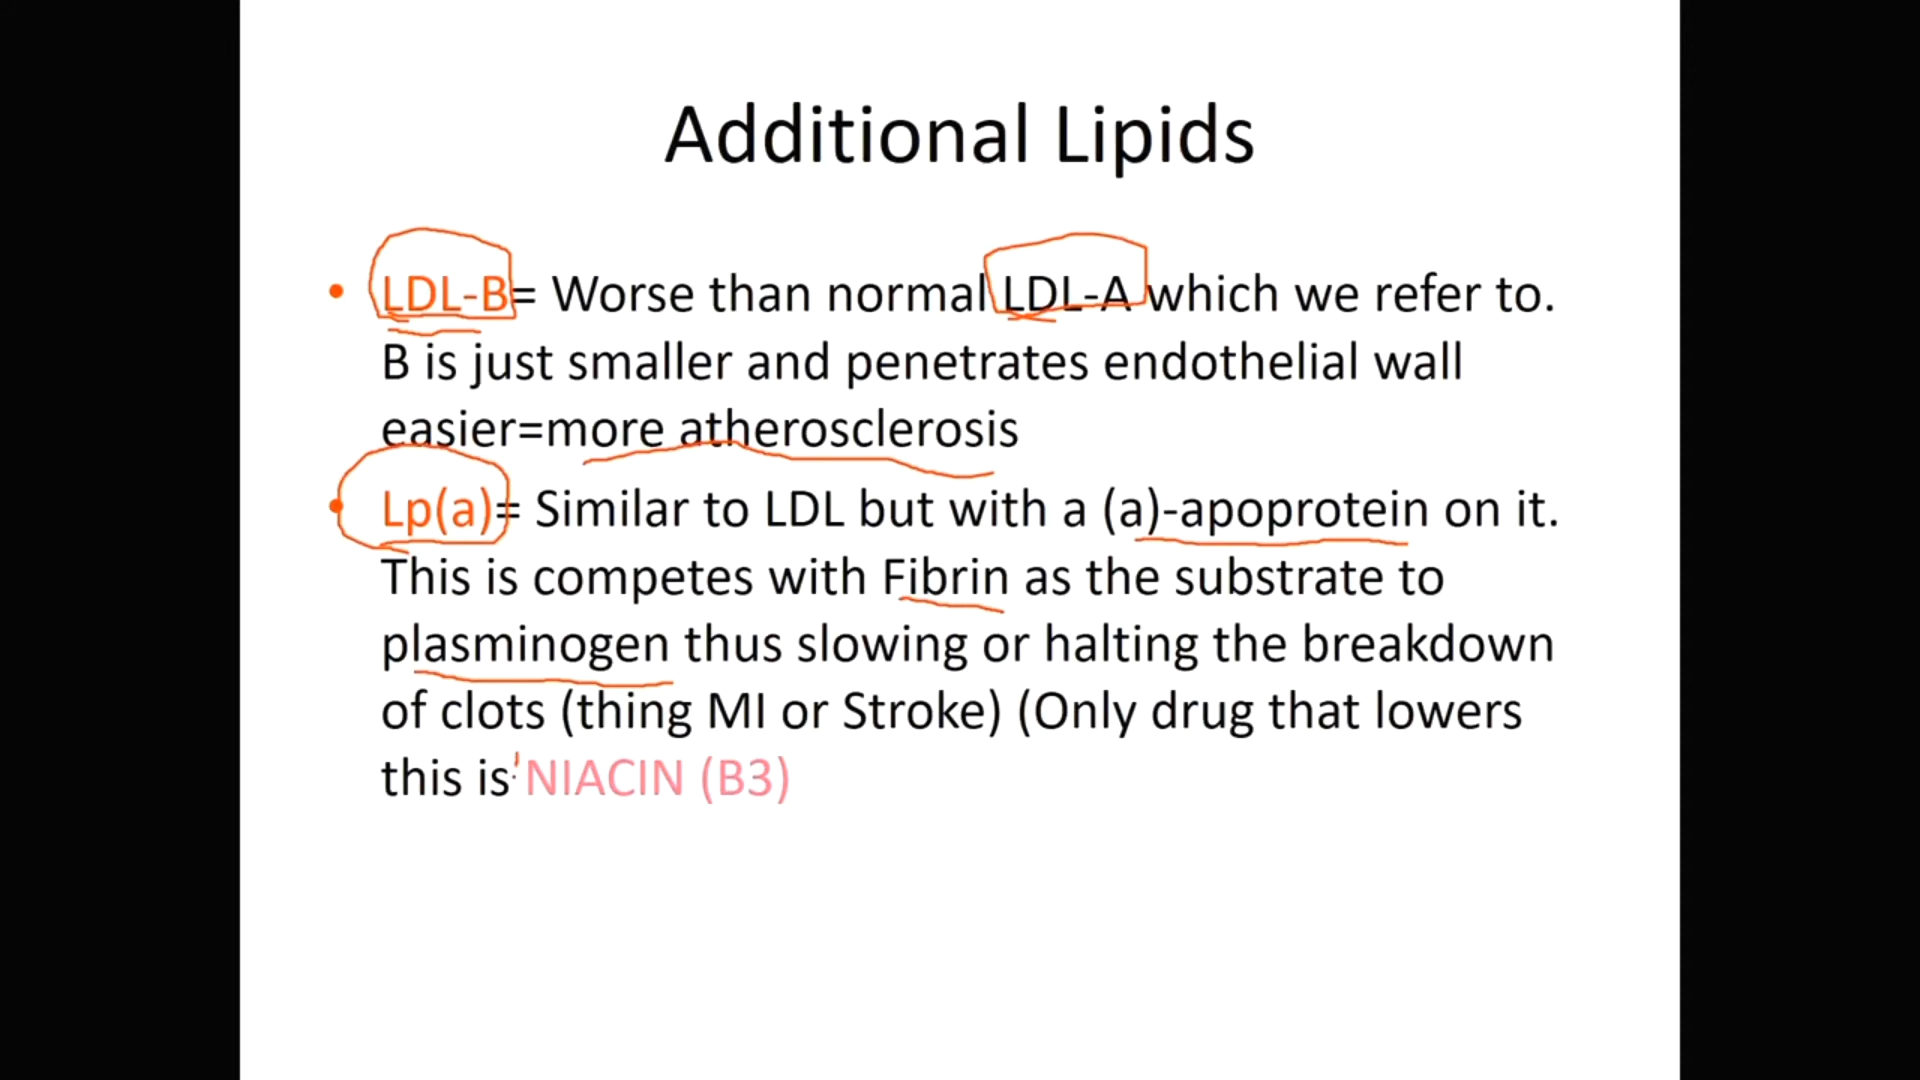 Additional Lipids
• LDL-B= Worse than normal LDL-A which we refer to.
B is just smaller and penetrates endothelial wall
easier=more atherosclerosis
• Lp(a)= Similar to LDL but with a (a)-apoprotein on it.
This is competes with Fibrin as the substrate to
plasminogen thus slowing or halting the breakdown
of clots (thing MI or Stroke) (Only drug that lowers
this is NIACIN (B3)